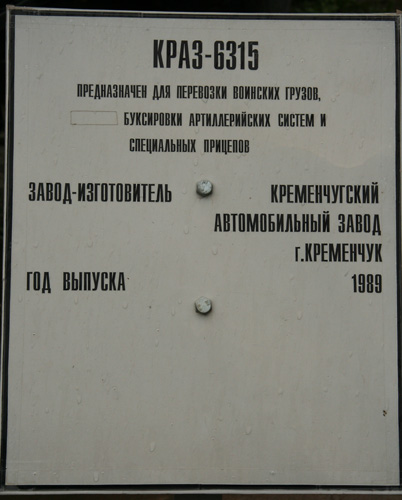 КРАЗ-6315
ПРЕДНАЗНАЧЕН ДЛЯ ПЕРЕВОЗКИ ВОИНСКИХ ГРУЗОВ,
БУКСИРОВКИ АРТИЛЛЕРИЙСКИХ СИСТЕМ И
СПЕЦИАЛЬНЫХ ПРИЦЕПОВ
ЗАВОД-ИЗГОТОВИТЕЛЬ КРЕМЕНЧУГСКИЙ
АВТОМОБИЛЬНЫЙ ЗАВОД
г.КРЕМЕНЧУК
ГОД ВЫПУСКА 1989